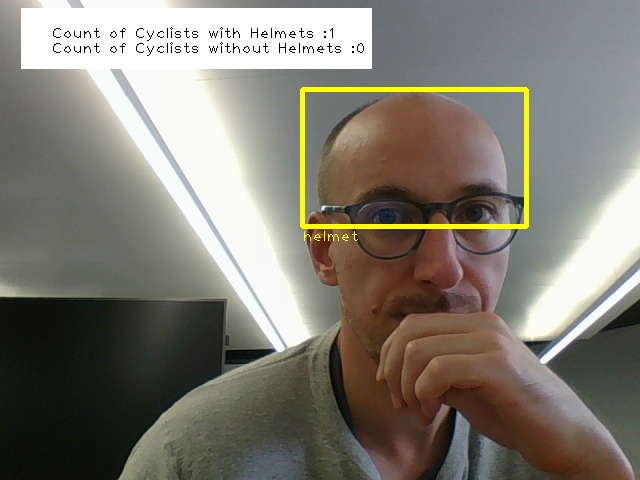 Count of Cyclists with Helmets :1
Count of Cyclists without Helmets :0
helmet